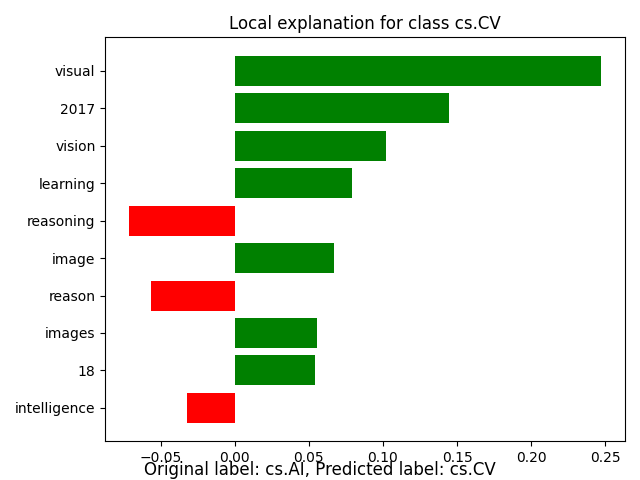 Local explanation for class cs.CV
visual
2017
vision
learning
reasoning
image
reason
images
18
intelligence
−0.05 0.00 0.05 0.10 0.15 0.20 0.25
Original label: cs.AI, Predicted label: cs.CV